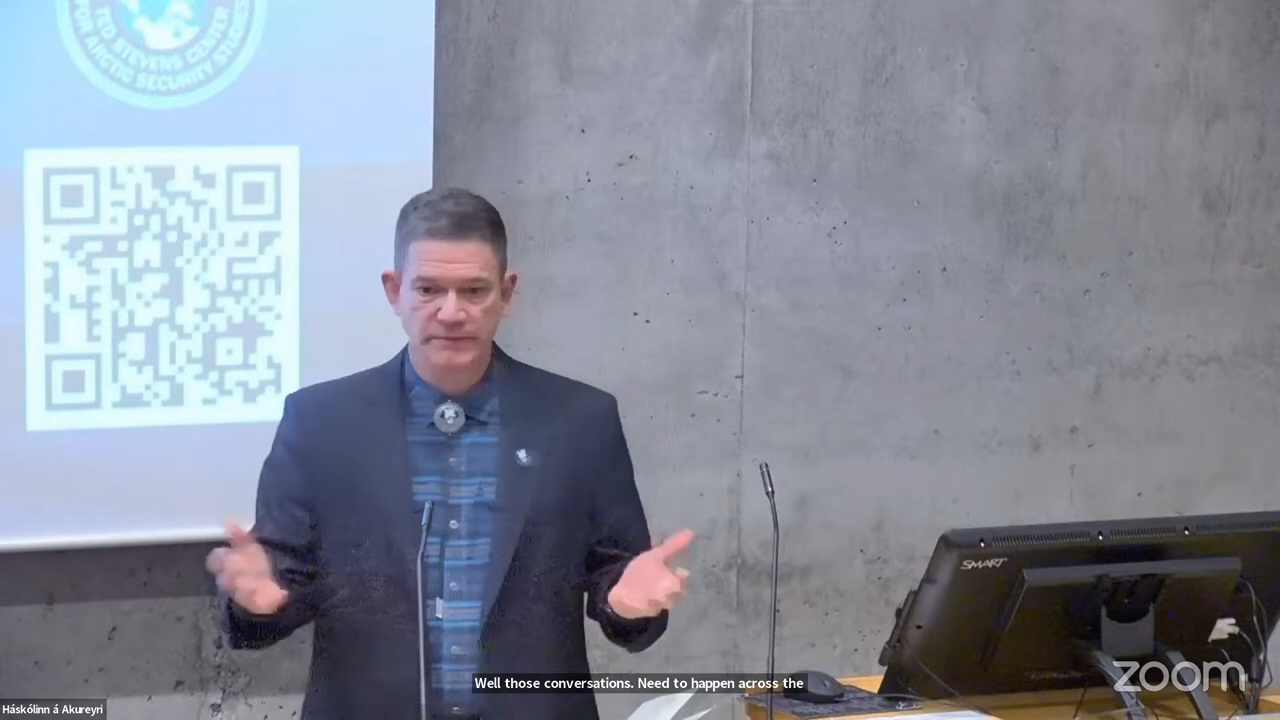 TED STEVENS CENTER
FOR ARCTIC SECURITY STUDIES
SMART
zoom
Well those conversations. Need to happen across the
Háskólinn á Akureyri